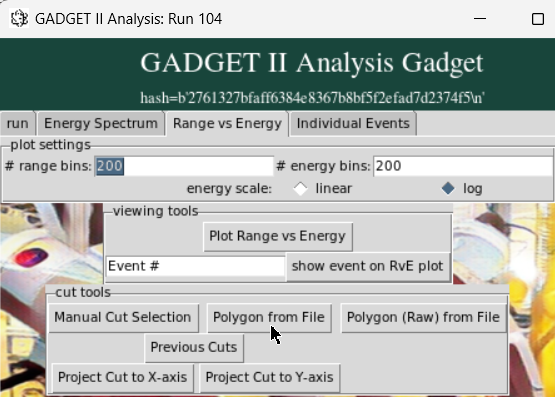 GADGET II Analysis: Run 104
GADGET II Analysis Gadget
hash=b'2761327bfaff6384e8367b8bf5f2efad7d2374f5\n'
run Energy Spectrum Range vs Energy Individual Events
plot settings
# range bins: 200 # energy bins: 200
energy scale: linear log
viewing tools
Plot Range vs Energy
Event # show event on RvE plot
cut tools
Manual Cut Selection Polygon from File Polygon (Raw) from File
Previous Cuts
Project Cut to X-axis Project Cut to Y-axis